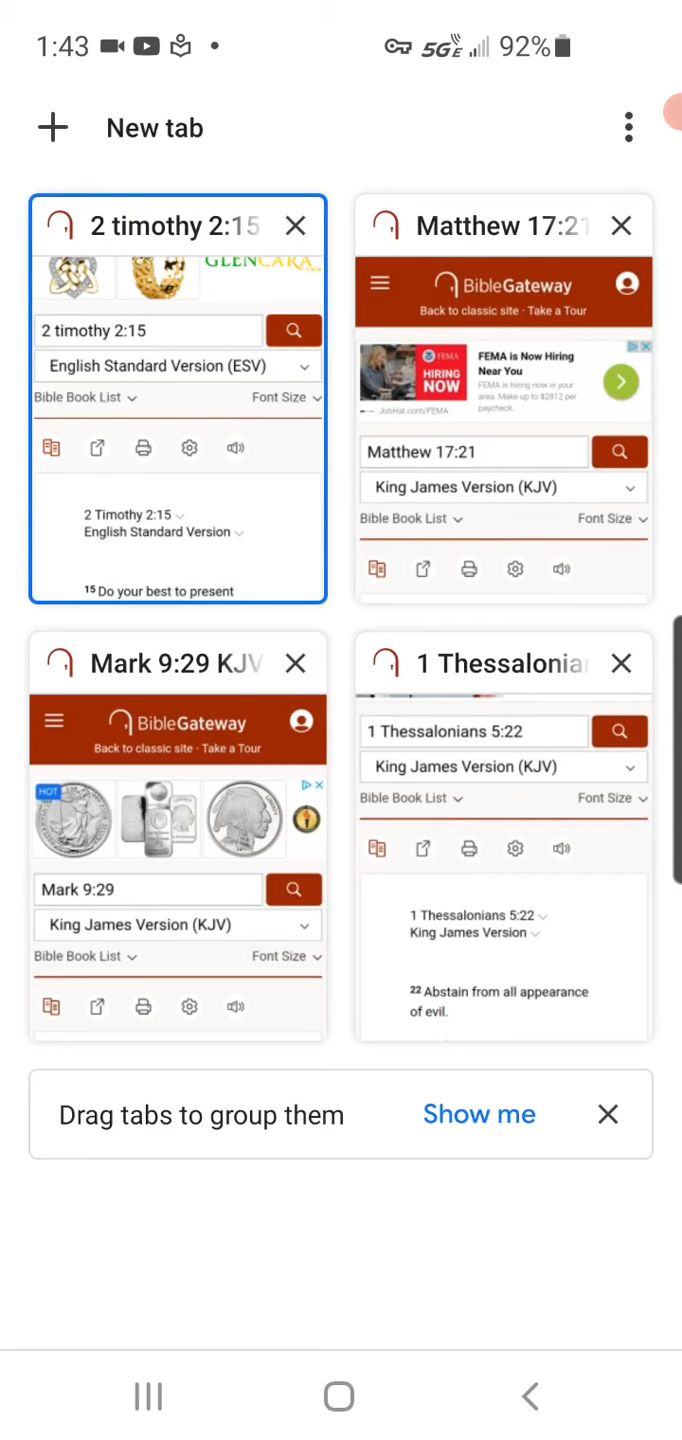 1:43
5GE 92%
New tab
2 timothy 2:15
GLENCARA
2 timothy 2:15
English Standard Version (ESV)
Bible Book List
Font Size
2 Timothy 2:15
English Standard Version
15 Do your best to present
Matthew 17:21
BibleGateway
Back to classic site · Take a Tour
FEMA
HIRING
NOW
FEMA is Now Hiring
Near You
FEMA is hiring now in your
area. Make up to $2812 per
paycheck.
JobHat.com/FEMA
Matthew 17:21
King James Version (KJV)
Bible Book List
Font Size
Mark 9:29 KJV
BibleGateway
Back to classic site · Take a Tour
HOT
Mark 9:29
King James Version (KJV)
Bible Book List
Font Size
1 Thessalonia
1 Thessalonians 5:22
King James Version (KJV)
Bible Book List
Font Size
1 Thessalonians 5:22
King James Version
22 Abstain from all appearance
of evil.
Drag tabs to group them
Show me